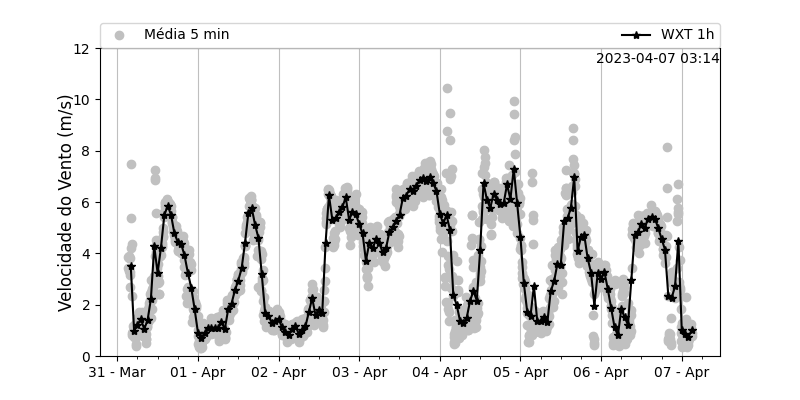 Média 5 min
WXT 1h
2023-04-07 03:14
Velocidade do Vento (m/s)
12
10
8
6
4
2
0
31 - Mar
01 - Apr
02 - Apr
03 - Apr
04 - Apr
05 - Apr
06 - Apr
07 - Apr